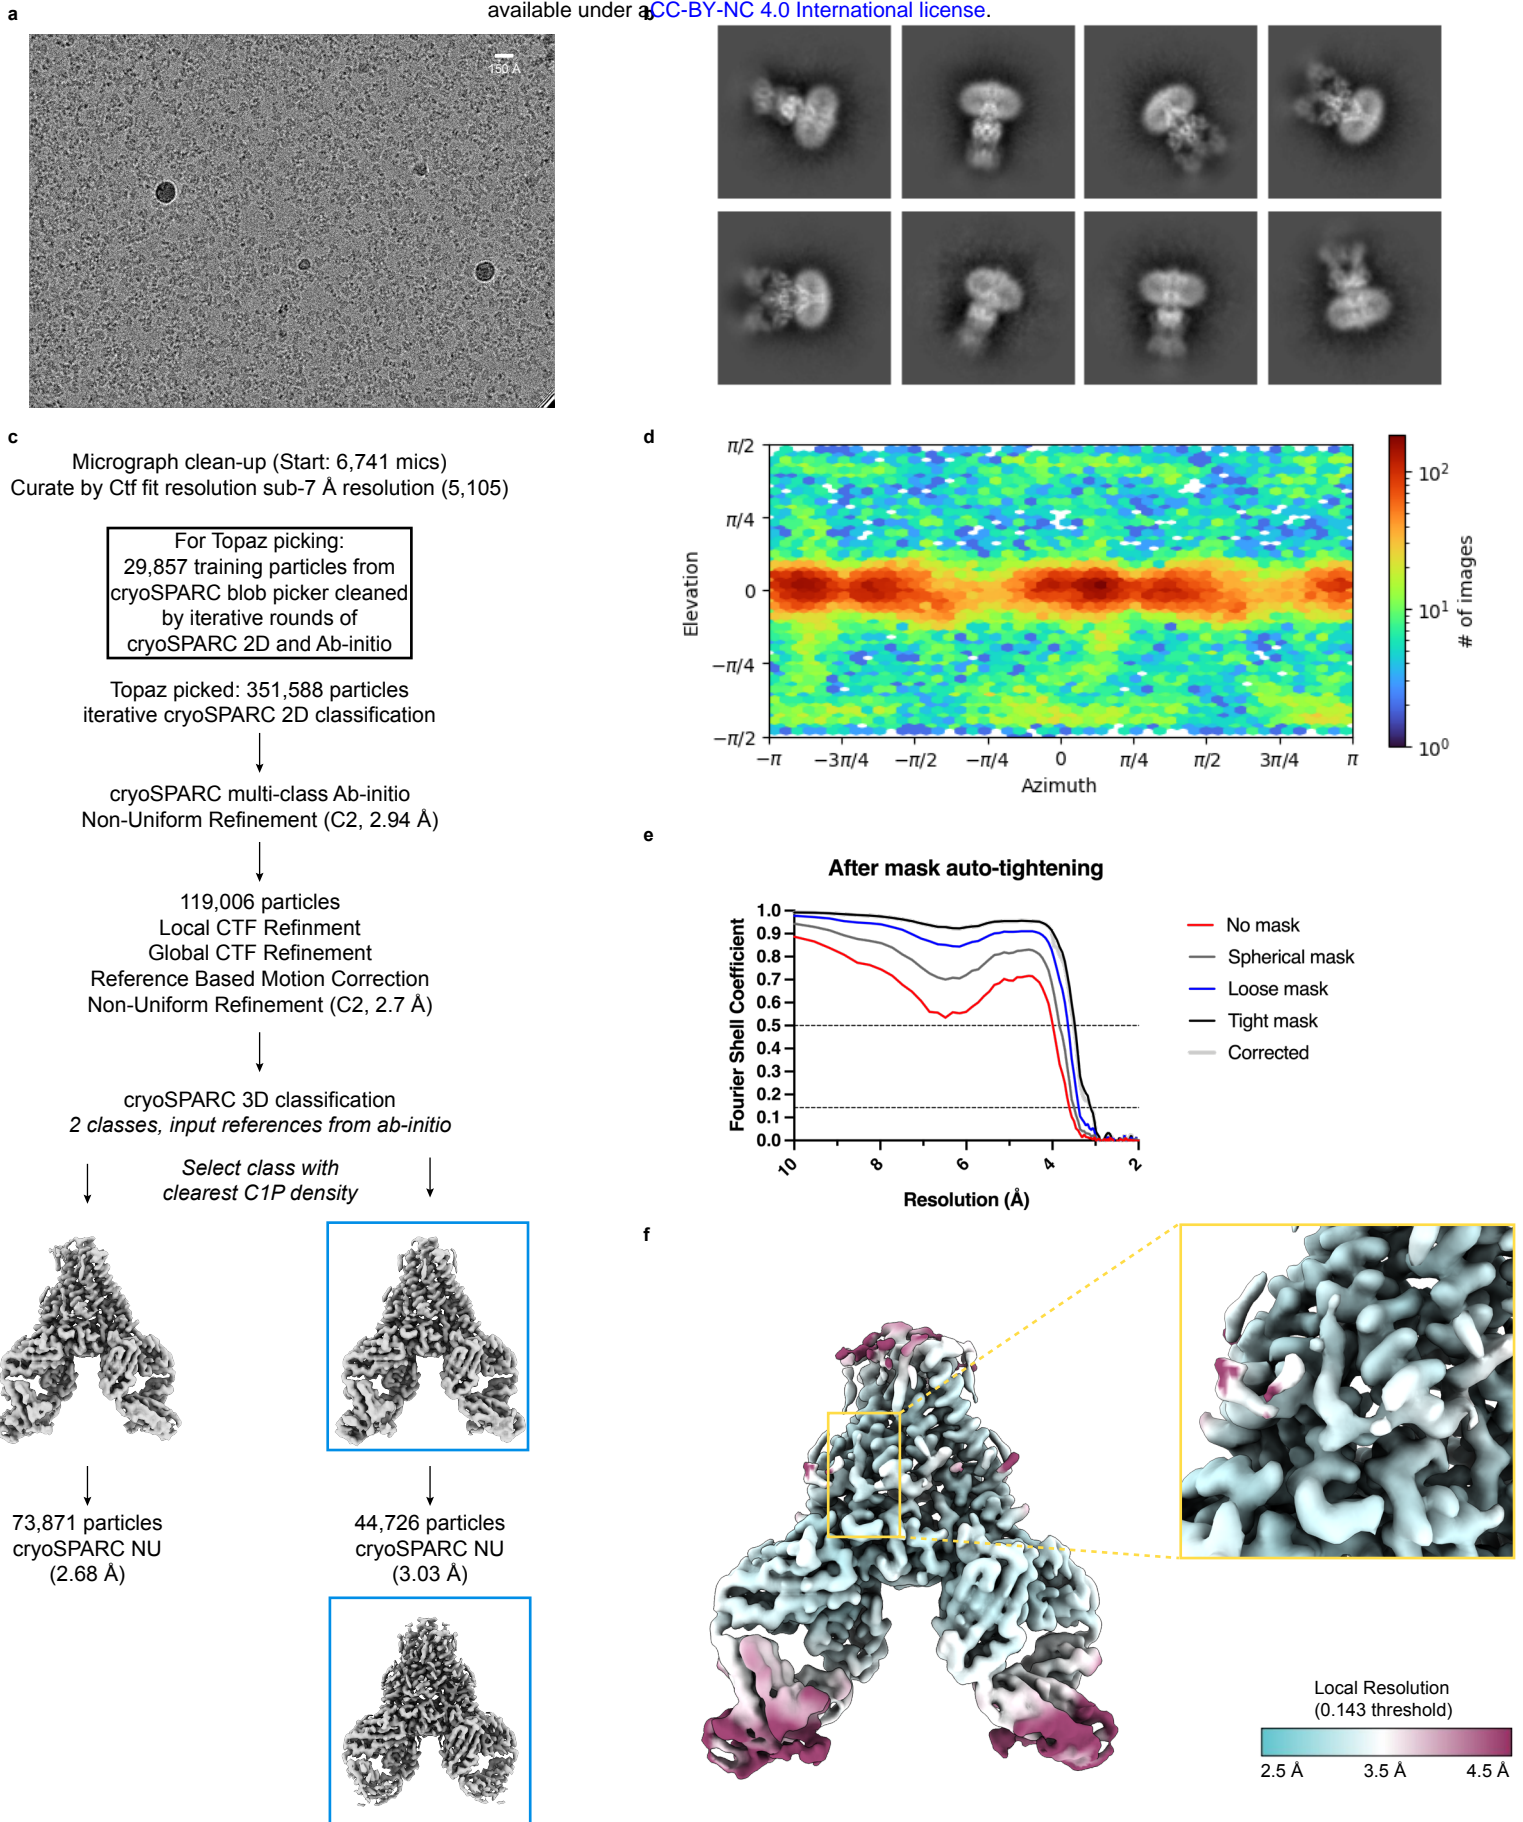 available under aCC-BY-NC 4.0 International license.
a
150 Å
b
c
Micrograph clean-up (Start: 6,741 mics)
Curate by Ctf fit resolution sub-7 Å resolution (5,105)
For Topaz picking:
29,857 training particles from
cryoSPARC blob picker cleaned
by iterative rounds of
cryoSPARC 2D and Ab-initio
Topaz picked: 351,588 particles
iterative cryoSPARC 2D classification
cryoSPARC multi-class Ab-initio
Non-Uniform Refinement (C2, 2.94 Å)
119,006 particles
Local CTF Refinment
Global CTF Refinement
Reference Based Motion Correction
Non-Uniform Refinement (C2, 2.7 Å)
cryoSPARC 3D classification
2 classes, input references from ab-initio
Select class with
clearest C1P density
73,871 particles
cryoSPARC NU
(2.68 Å)
44,726 particles
cryoSPARC NU
(3.03 Å)
d
Elevation
π/2
π/4
0
−π/4
−π/2
−π −3π/4 −π/2 −π/4 0 π/4 π/2 3π/4 π
Azimuth
10²
10¹
10⁰
# of images
e
After mask auto-tightening
Fourier Shell Coefficient
1.0
0.9
0.8
0.7
0.6
0.5
0.4
0.3
0.2
0.1
0.0
10 8 6 4 2
Resolution (Å)
No mask
Spherical mask
Loose mask
Tight mask
Corrected
f
Local Resolution
(0.143 threshold)
2.5 Å 3.5 Å 4.5 Å